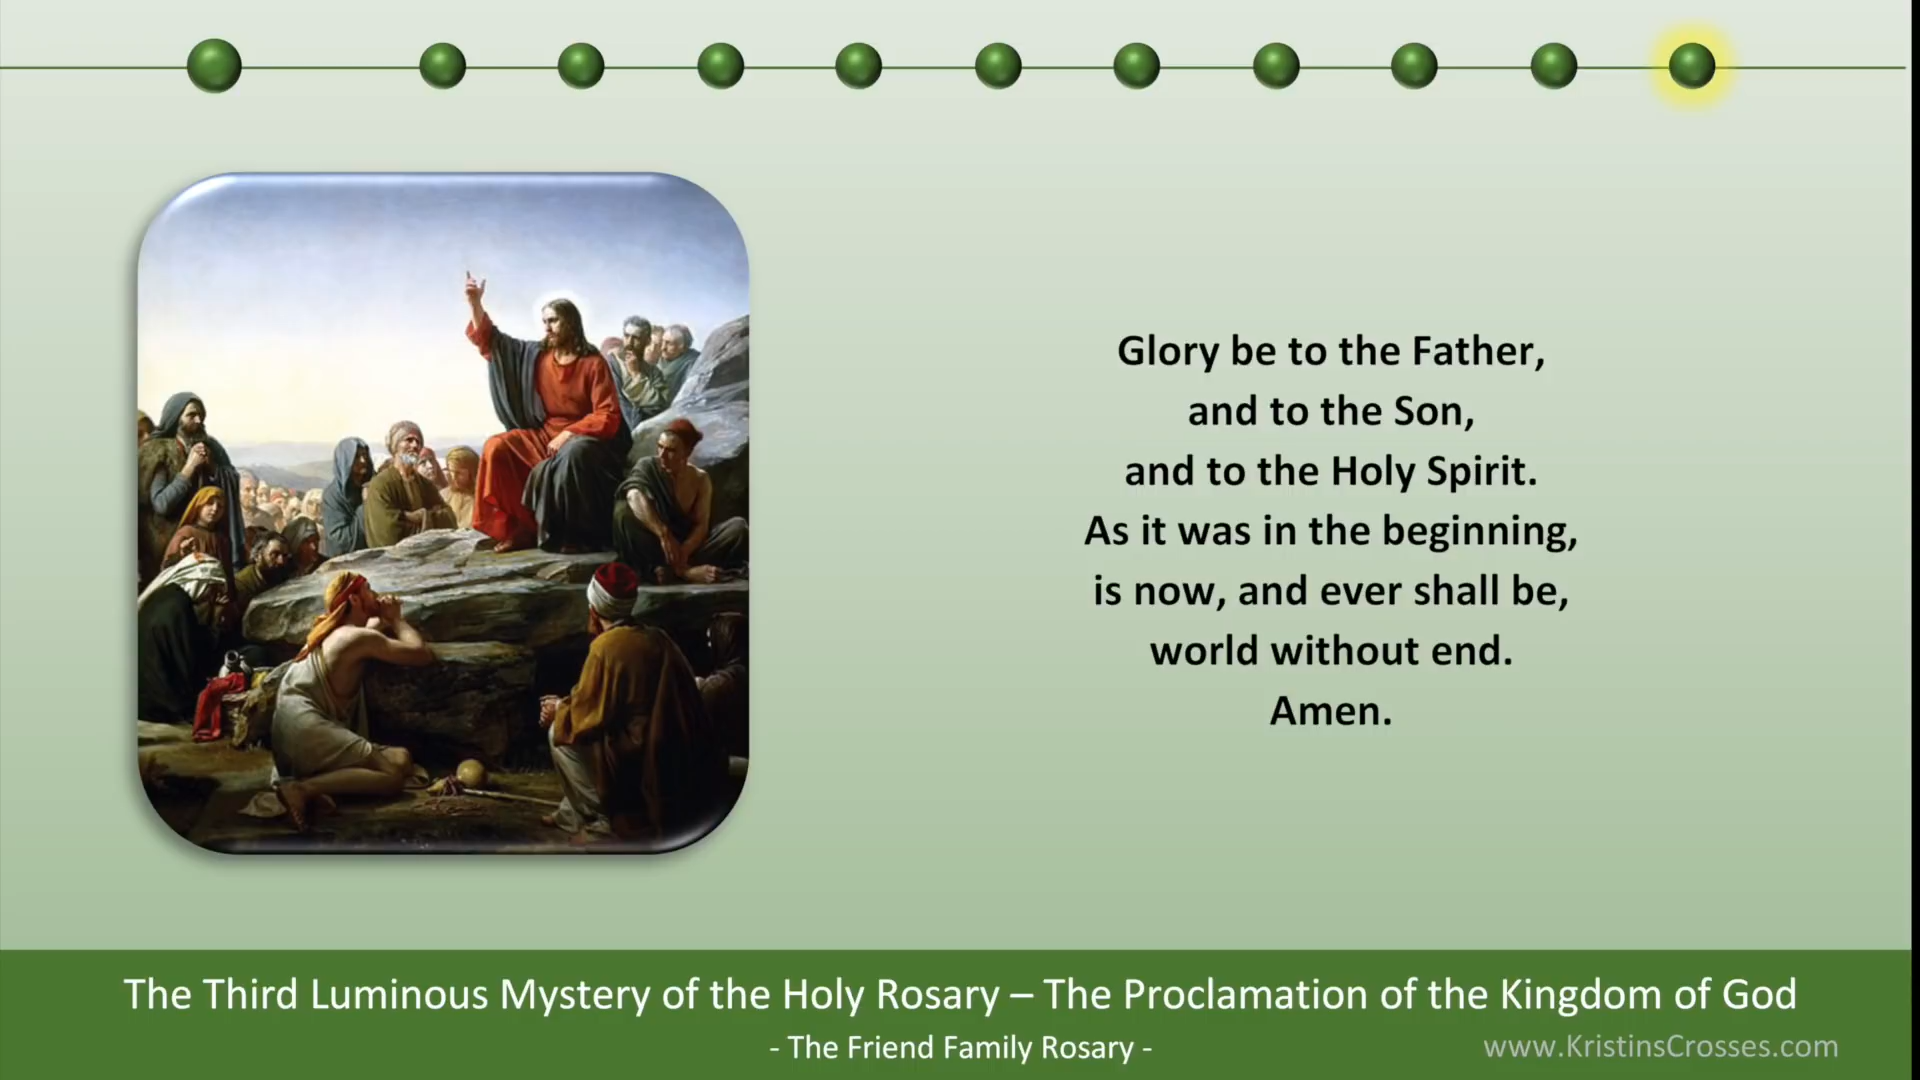 Glory be to the Father,
and to the Son,
and to the Holy Spirit.
As it was in the beginning,
is now, and ever shall be,
world without end.
Amen.
The Third Luminous Mystery of the Holy Rosary – The Proclamation of the Kingdom of God
- The Friend Family Rosary -
www.KristinsCrosses.com